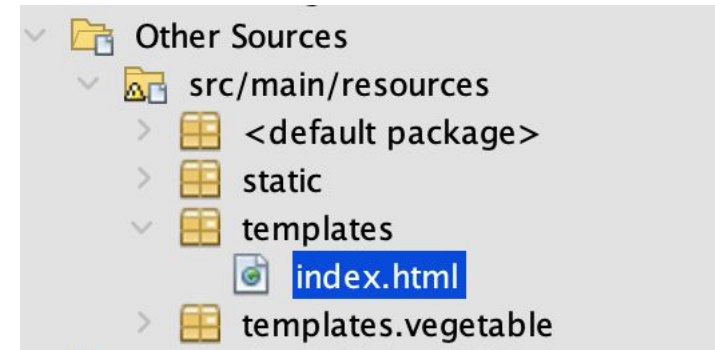 Other Sources
src/main/resources
<default package>
static
templates
index.html
templates.vegetable